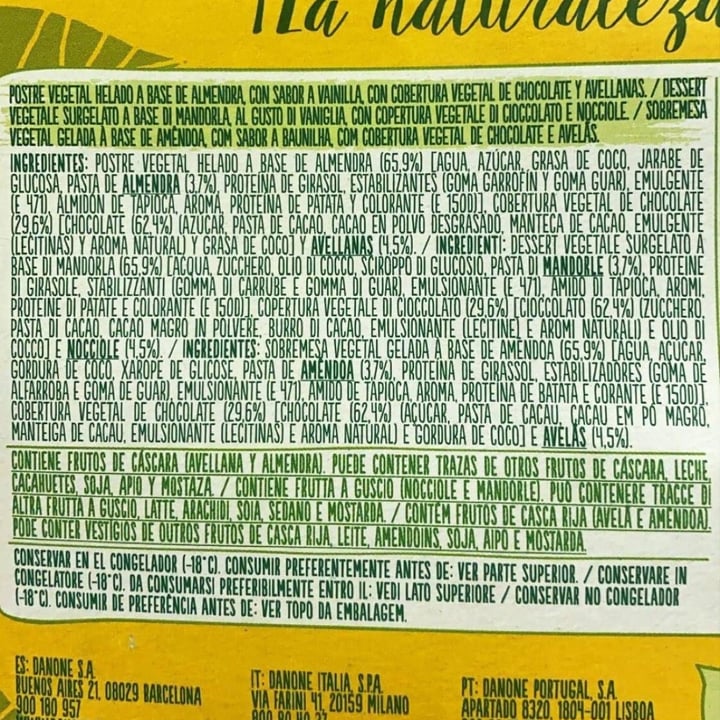 ¡La naturaleza
POSTRE VEGETAL HELADO A BASE DE ALMENDRA, CON SABOR A VAINILLA, CON COBERTURA VEGETAL DE CHOCOLATE Y AVELLANAS. / DESSERT
VEGETALE SURGELATO A BASE DI MANDORLA, AL GUSTO DI VANIGLIA, CON COPERTURA VEGETALE DI CIOCCOLATO E NOCCIOLE. / SOBREMESA
VEGETAL GELADA À BASE DE AMÊNDOA, COM SABOR A BAUNILHA, COM COBERTURA VEGETAL DE CHOCOLATE E AVELÃS.
INGREDIENTES: POSTRE VEGETAL HELADO A BASE DE ALMENDRA (65,9%) [AGUA, AZÚCAR, GRASA DE COCO, JARABE DE
GLUCOSA, PASTA DE ALMENDRA (3,7%), PROTEINA DE GIRASOL, ESTABILIZANTES (GOMA GARROFÍN Y GOMA GUAR), EMULGENTE
(E 471), ALMIDÓN DE TAPIOCA, AROMA, PROTEINA DE PATATA Y COLORANTE (E 150D)], COBERTURA VEGETAL DE CHOCOLATE
(29,6%) [CHOCOLATE (62,4%) (AZÚCAR, PASTA DE CACAO, CACAO EN POLVO DESGRASADO, MANTECA DE CACAO, EMULGENTE
(LECITINAS) Y AROMA NATURAL) Y GRASA DE COCO] Y AVELLANAS (4,5%). / INGREDIENTI: DESSERT VEGETALE SURGELATO A
BASE DI MANDORLA (65,9%) [ACQUA, ZUCCHERO, OLIO DI COCCO, SCIROPPO DI GLUCOSIO, PASTA DI MANDORLE (3,7%), PROTEINE
DI GIRASOLE, STABILIZZANTI (GOMMA DI CARRUBE E GOMMA DI GUAR), EMULSIONANTE (E 471), AMIDO DI TAPIOCA, AROMI,
PROTEINE DI PATATE E COLORANTE (E 150D)], COPERTURA VEGETALE DI CIOCCOLATO (29,6%) [CIOCCOLATO (62,4%) (ZUCCHERO,
PASTA DI CACAO, CACAO MAGRO IN POLVERE, BURRO DI CACAO, EMULSIONANTE (LECITINE) E AROMI NATURALI) E OLIO DI
COCCO] E NOCCIOLE (4,5%). / INGREDIENTES: SOBREMESA VEGETAL GELADA À BASE DE AMÊNDOA (65,9%) [ÁGUA, AÇÚCAR,
GORDURA DE COCO, XAROPE DE GLICOSE, PASTA DE AMÊNDOA (3,7%), PROTEINA DE GIRASSOL, ESTABILIZADORES (GOMA DE
ALFARROBA E GOMA DE GUAR), EMULSIONANTE (E 471), AMIDO DE TAPIOCA, AROMA, PROTEINA DE BATATA E CORANTE (E 150D)],
COBERTURA VEGETAL DE CHOCOLATE (29,6%) [CHOCOLATE (62,4%) (AÇÚCAR, PASTA DE CACAU, CACAU EM PÓ MAGRO,
MANTEIGA DE CACAU, EMULSIONANTE (LECITINAS) E AROMA NATURAL) E GORDURA DE COCO] E AVELÃS (4,5%).
CONTIENE FRUTOS DE CÁSCARA (AVELLANA Y ALMENDRA). PUEDE CONTENER TRAZAS DE OTROS FRUTOS DE CÁSCARA, LECHE,
CACAHUETES, SOJA, APIO Y MOSTAZA. / CONTIENE FRUTTA A GUSCIO (NOCCIOLE E MANDORLE). PUÒ CONTENERE TRACCE DI
ALTRA FRUTTA A GUSCIO, LATTE, ARACHIDI, SOIA, SEDANO E MOSTARDA. / CONTÉM FRUTOS DE CASCA RIJA (AVELÃ E AMENDOA).
PODE CONTER VESTÍGIOS DE OUTROS FRUTOS DE CASCA RIJA, LEITE, AMENDOINS, SOJA, AIPO E MOSTARDA.
CONSERVAR EN EL CONGELADOR (-18°C). CONSUMIR PREFERENTEMENTE ANTES DE: VER PARTE SUPERIOR. / CONSERVARE IN
CONGELATORE (-18°C). DA CONSUMARSI PREFERIBILMENTE ENTRO IL: VEDI LATO SUPERIORE / CONSERVAR NO CONGELADOR
(-18°C). CONSUMIR DE PREFERÊNCIA ANTES DE: VER TOPO DA EMBALAGEM.
ES: DANONE S.A.
BUENOS AIRES 21, 08029 BARCELONA
900 180 957
IT: DANONE ITALIA, S.P.A.
VIA FARINI 41, 20159 MILANO
PT: DANONE PORTUGAL, S.A.
APARTADO 8320, 1804-001 LISBOA